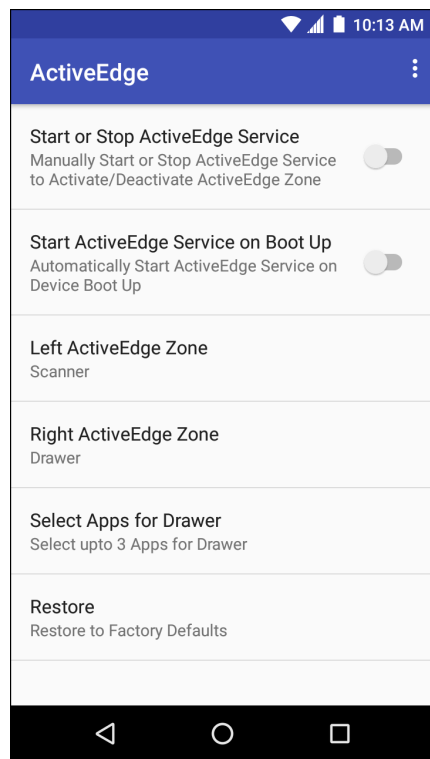 10:13 AM
ActiveEdge
Start or Stop ActiveEdge Service
Manually Start or Stop ActiveEdge Service
to Activate/Deactivate ActiveEdge Zone
Start ActiveEdge Service on Boot Up
Automatically Start ActiveEdge Service on
Device Boot Up
Left ActiveEdge Zone
Scanner
Right ActiveEdge Zone
Drawer
Select Apps for Drawer
Select upto 3 Apps for Drawer
Restore
Restore to Factory Defaults